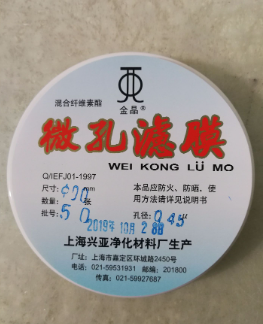 金晶®
混合纤维素酯
微孔滤膜
WEI KONG LÜ MO
Q/IEFJ01-1997
尺寸: mm 本品应防火、防晒、使
数量: 50 张 用方法请详见说明书
批号: 孔径: 0.45μ
2019年10月28日
上海兴亚净化材料厂生产
厂址:上海市嘉定区环城路2450号
电话:021-59531931 邮编:201800
传真:021-59927687